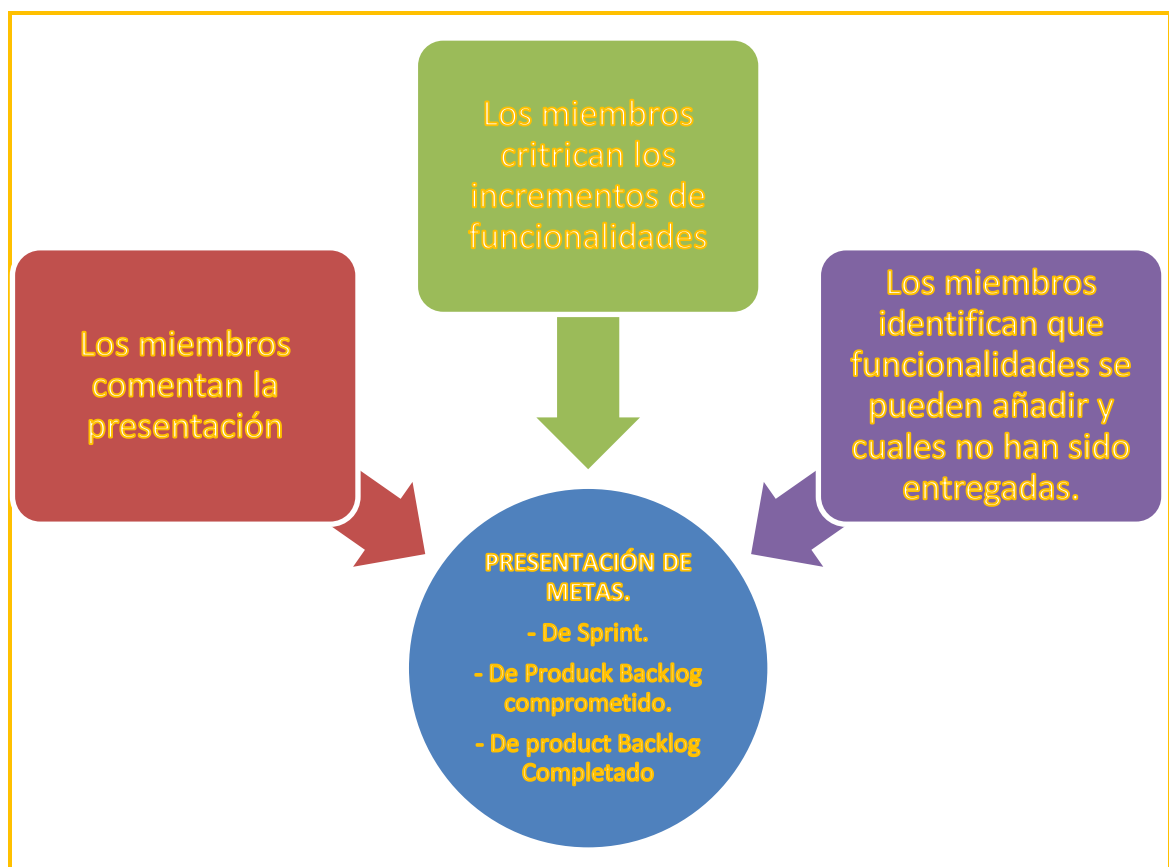 Los miembros
critrican los
incrementos de
funcionalidades
Los miembros
comentan la
presentación
Los miembros
identifican que
funcionalidades se
pueden añadir y
cuales no han sido
entregadas.
PRESENTACIÓN DE
METAS.
- De Sprint.
- De Produck Backlog
comprometido.
- De product Backlog
Completado